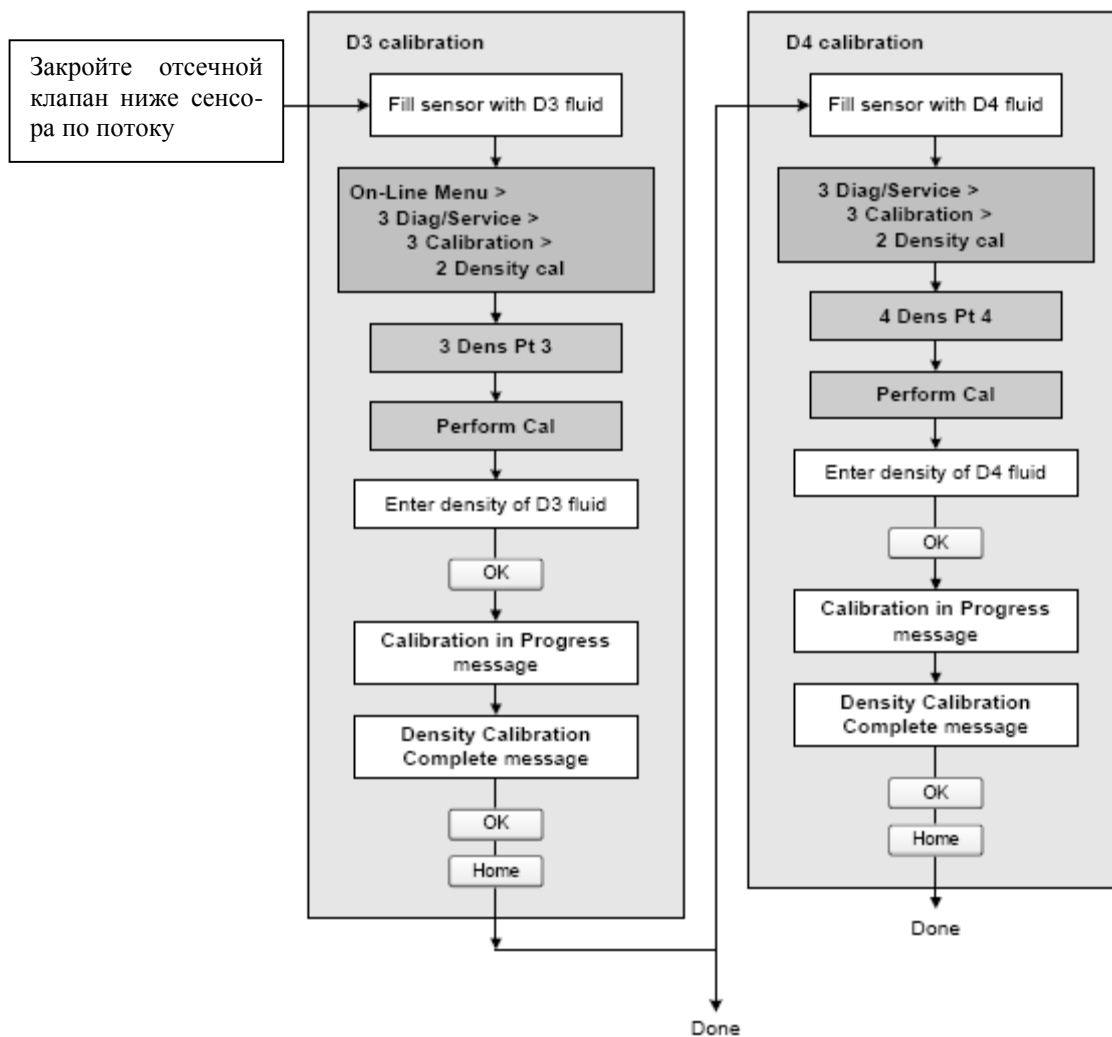 Закройте отсечной
клапан ниже сенсо-
ра по потоку
D3 calibration
Fill sensor with D3 fluid
On-Line Menu >
3 Diag/Service >
3 Calibration >
2 Density cal
3 Dens Pt 3
Perform Cal
Enter density of D3 fluid
OK
Calibration in Progress
message
Density Calibration
Complete message
OK
Home
Done
D4 calibration
Fill sensor with D4 fluid
3 Diag/Service >
3 Calibration >
2 Density cal
4 Dens Pt 4
Perform Cal
Enter density of D4 fluid
OK
Calibration in Progress
message
Density Calibration
Complete message
OK
Home
Done